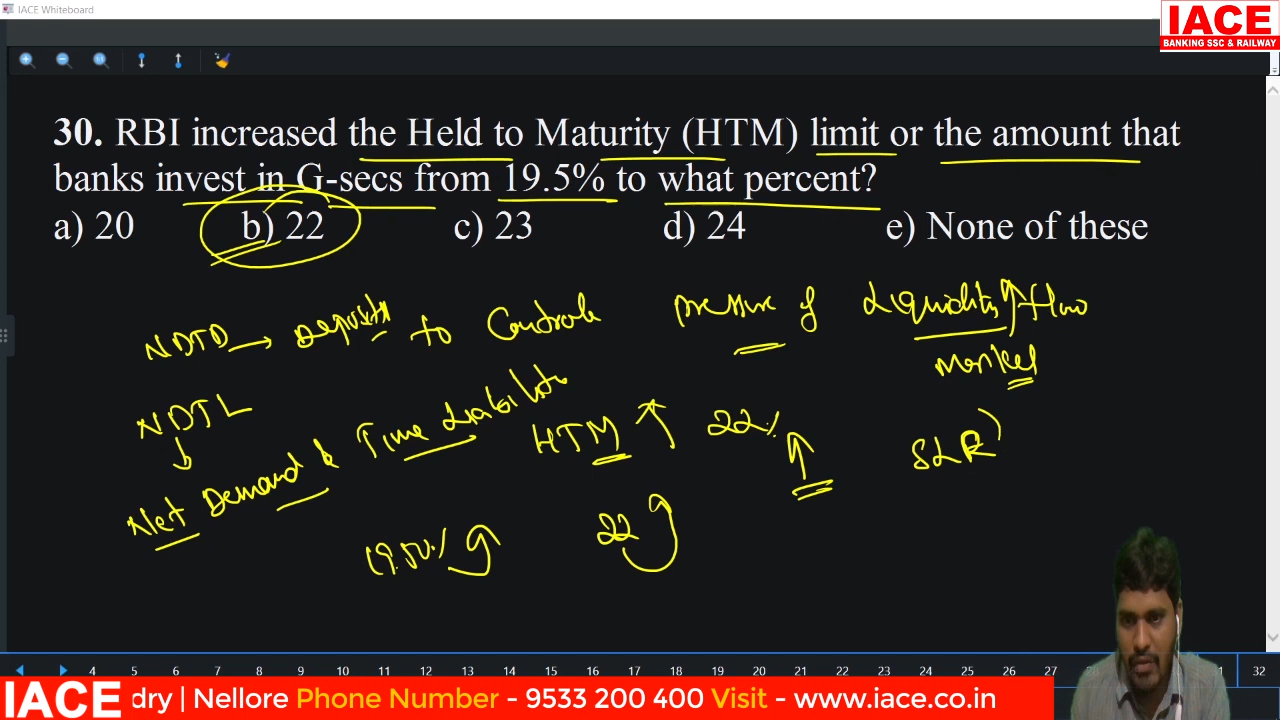 IACE Whiteboard
IACE
BANKING SSC & RAILWAY
30. RBI increased the Held to Maturity (HTM) limit or the amount that
banks invest in G-secs from 19.5% to what percent?
a) 20 b) 22 c) 23 d) 24 e) None of these
NDTD → Deposits to Controle pressure of Liquidity ↑ flow
Market
NDTL
Net Demand & Time Liabilities
HTM ↑ 22% ↑ SLR
19.50% 22
4 5 6 7 8 9 10 11 12 13 14 15 16 17 18 19 20 21 22 23 24 25 26 27 32
IACE dry | Nellore Phone Number - 9533 200 400 Visit - www.iace.co.in